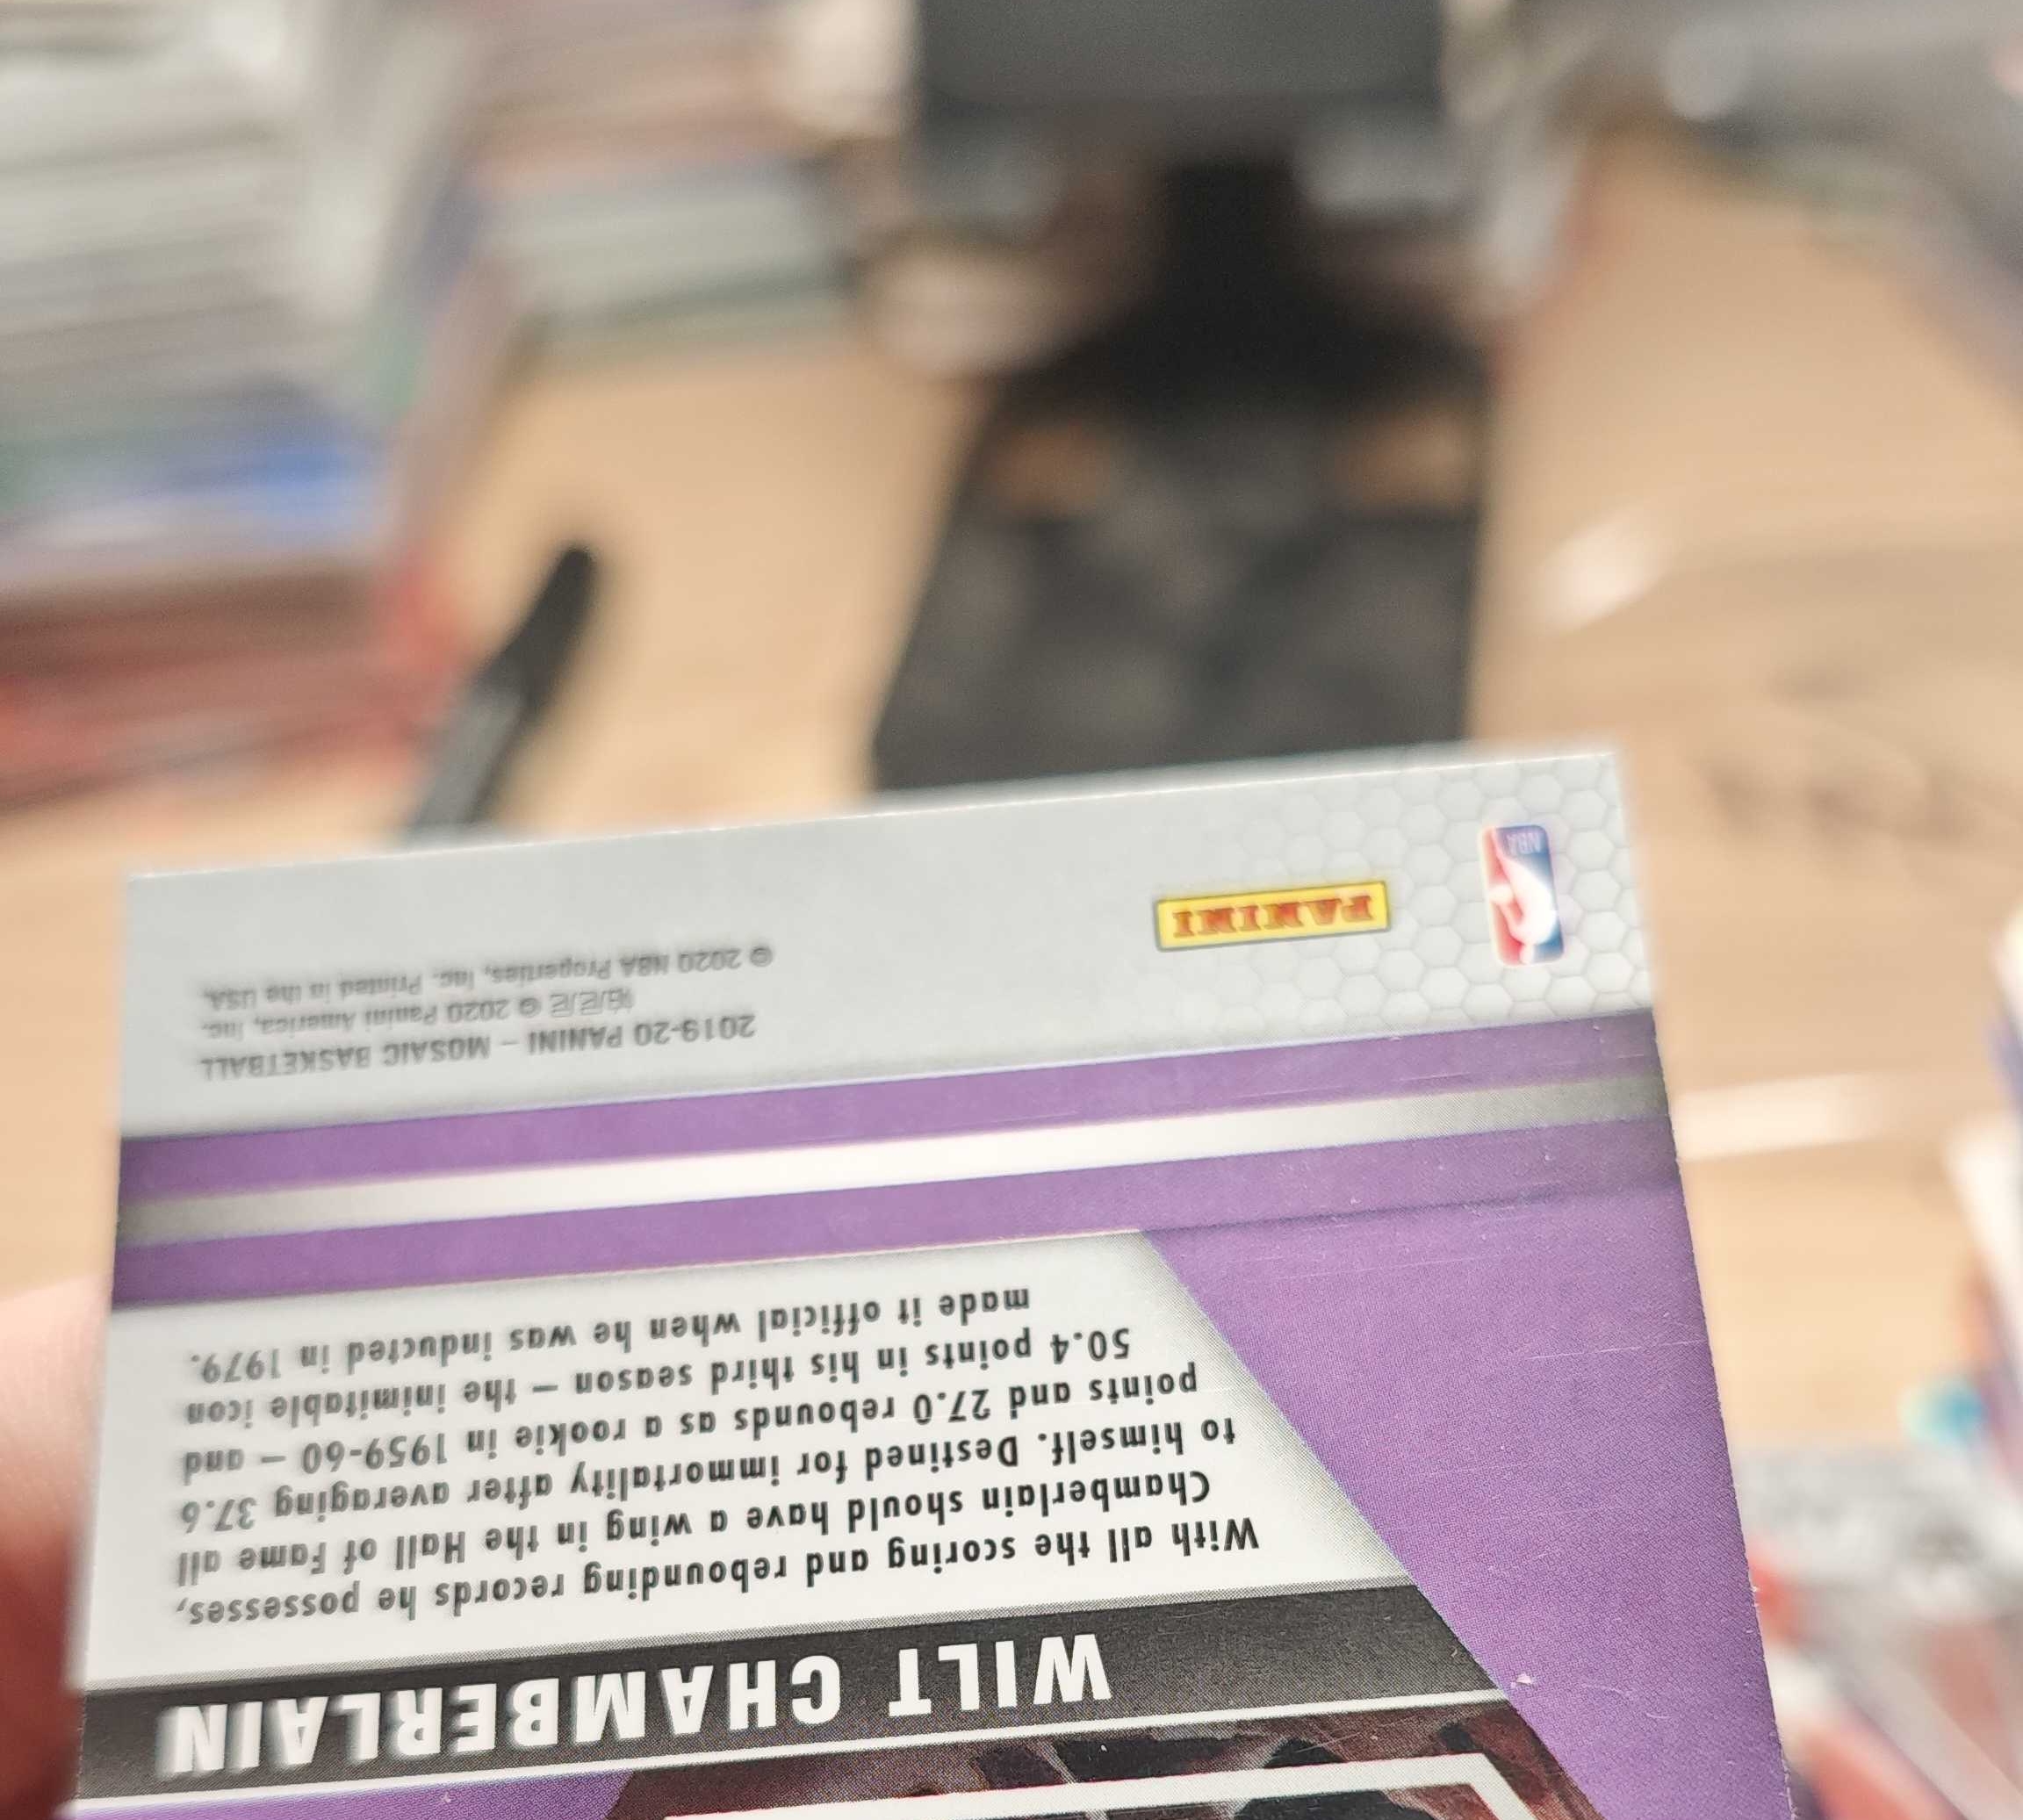 WILT CHAMBERLAIN
With all the scoring and rebounding records he possesses,
Chamberlain should have a wing in the Hall of Fame all
to himself. Destined for immortality after averaging 37.6
points and 27.0 rebounds as a rookie in 1959-60 – and
50.4 points in his third season – the inimitable icon
made it official when he was inducted in 1979.
2019-20 PANINI – MOSAIC BASKETBALL
帕尼尼 © 2020 Panini America, Inc.
© 2020 NBA Properties, Inc. Printed in the USA.
PANINI
NBA